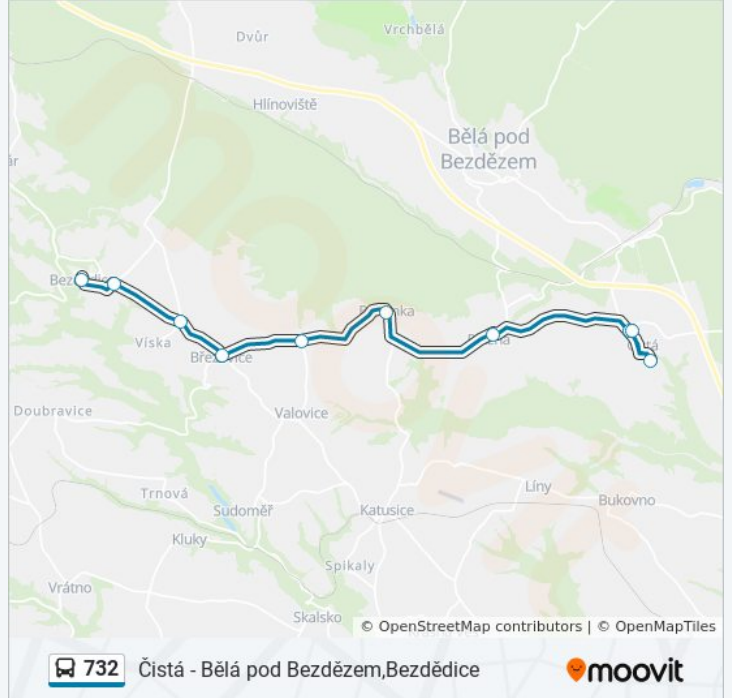 Dvůr
Vrchbělá
Hlínoviště
Bělá pod
Bezdězem
Víska
Doubravice
Valovice
Trnová
Sudoměř
Katusice
Líny
Bukovno
Kluky
Spikaly
Vrátno
Skalsko
© OpenStreetMap contributors | © OpenMapTiles
732 Čistá - Bělá pod Bezdězem,Bezdědice
moovit